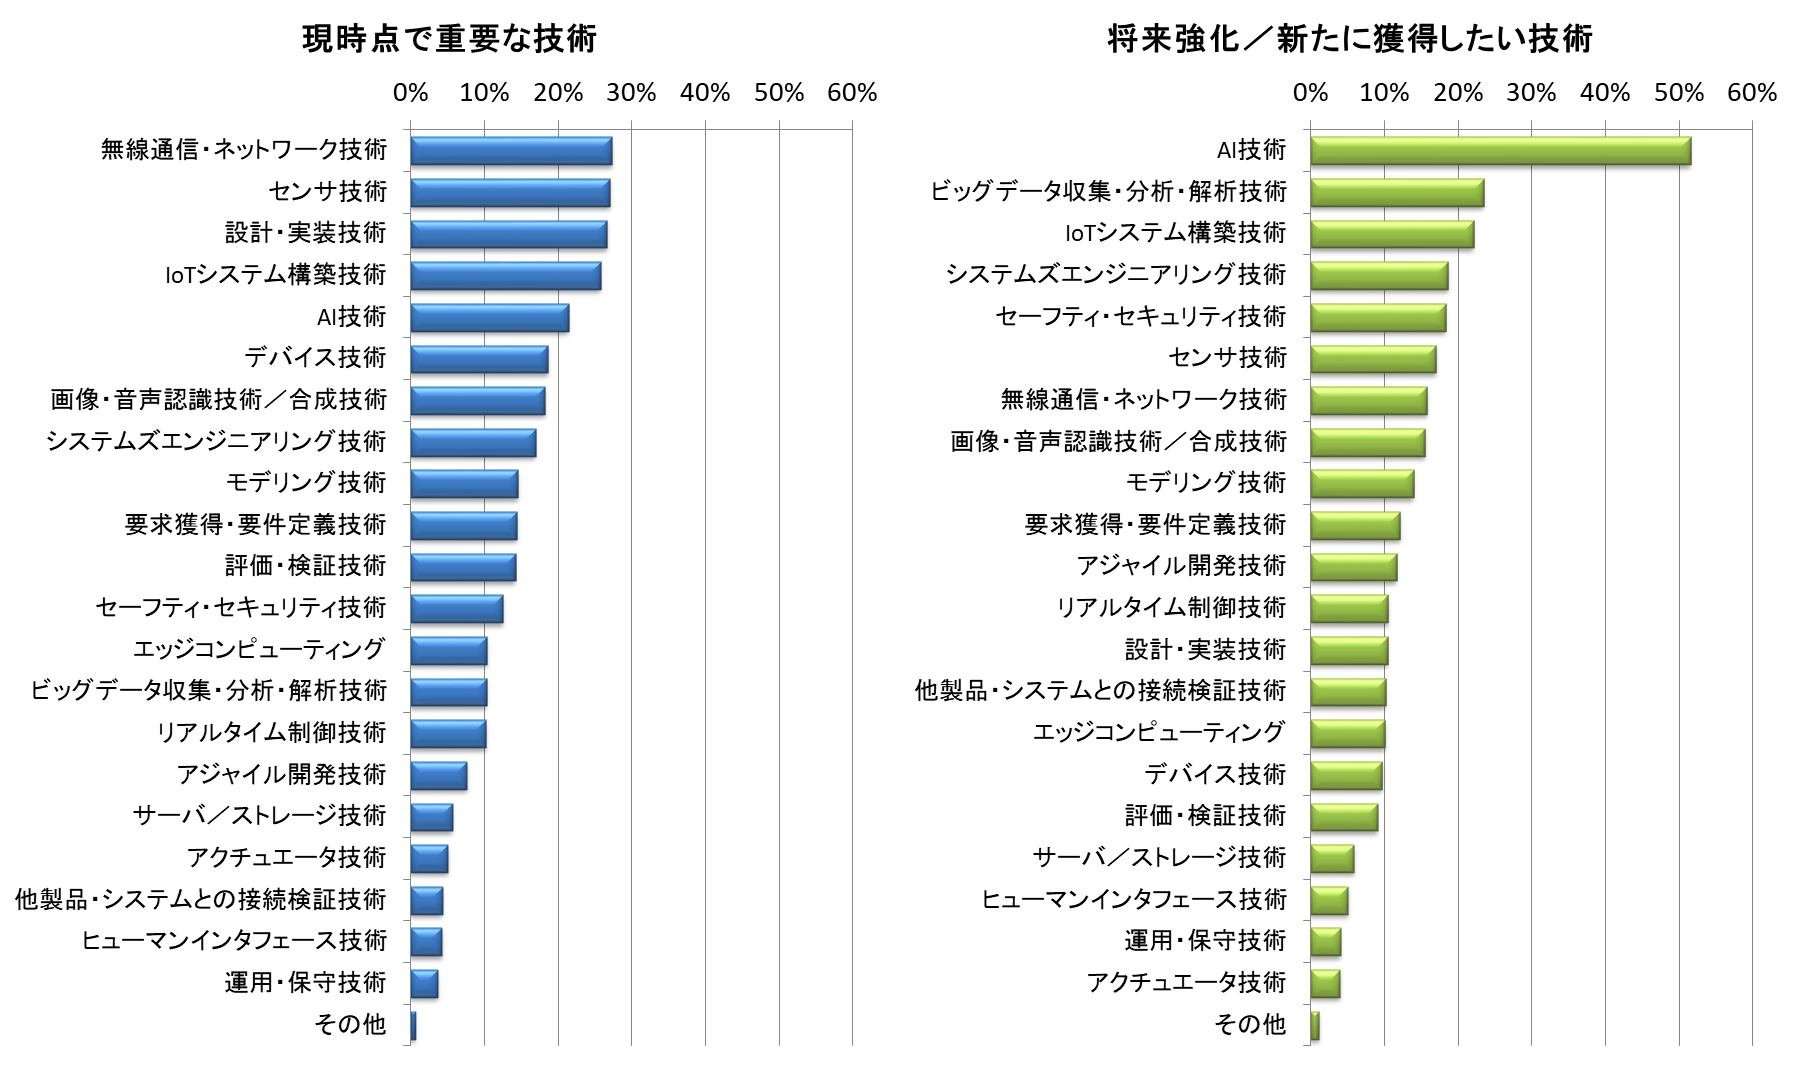 現時点で重要な技術
0% 10% 20% 30% 40% 50% 60%
無線通信・ネットワーク技術
センサ技術
設計・実装技術
IoTシステム構築技術
AI技術
デバイス技術
画像・音声認識技術／合成技術
システムズエンジニアリング技術
モデリング技術
要求獲得・要件定義技術
評価・検証技術
セーフティ・セキュリティ技術
エッジコンピューティング
ビッグデータ収集・分析・解析技術
リアルタイム制御技術
アジャイル開発技術
サーバ／ストレージ技術
アクチュエータ技術
他製品・システムとの接続検証技術
ヒューマンインタフェース技術
運用・保守技術
その他
将来強化／新たに獲得したい技術
0% 10% 20% 30% 40% 50% 60%
AI技術
ビッグデータ収集・分析・解析技術
IoTシステム構築技術
システムズエンジニアリング技術
セーフティ・セキュリティ技術
センサ技術
無線通信・ネットワーク技術
画像・音声認識技術／合成技術
モデリング技術
要求獲得・要件定義技術
アジャイル開発技術
リアルタイム制御技術
設計・実装技術
他製品・システムとの接続検証技術
エッジコンピューティング
デバイス技術
評価・検証技術
サーバ／ストレージ技術
ヒューマンインタフェース技術
運用・保守技術
アクチュエータ技術
その他